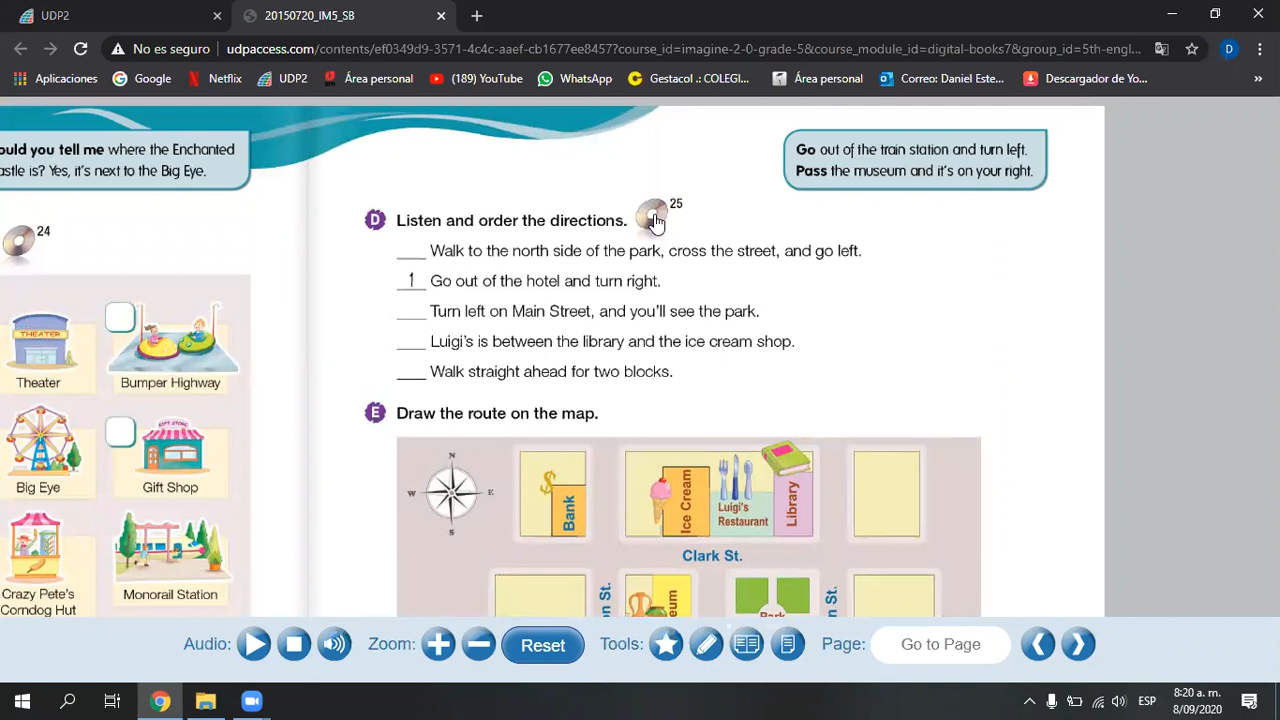 UDP2
20150720_IM5_SB
No es seguro
udpaccess.com/contents/ef0349d9-3571-4c4c-aaef-cb1677ee8457?course_id=imagine-2-0-grade-5&course_module_id=digital-books7&group_id=5th-engl...
D
Aplicaciones
Google
Netflix
UDP2
Área personal
(189) YouTube
WhatsApp
Gestacol .: COLEGI...
Área personal
Correo: Daniel Este...
Descargador de Yo...
»
ould you tell me where the Enchanted
astle is? Yes, it's next to the Big Eye.
Go out of the train station and turn left.
Pass the museum and it's on your right.
24
THEATER
Theater
Bumper Highway
Big Eye
GIFT STORE
Gift Shop
Crazy Pete's
Corndog Hut
Monorail Station
D Listen and order the directions. 25
___ Walk to the north side of the park, cross the street, and go left.
1 Go out of the hotel and turn right.
___ Turn left on Main Street, and you'll see the park.
___ Luigi's is between the library and the ice cream shop.
___ Walk straight ahead for two blocks.
E Draw the route on the map.
N
W E
S
$
Bank
Ice Cream
Luigi's
Restaurant
Library
Clark St.
on St.
eum
Park
n St.
Audio:
Zoom:
Reset
Tools:
Page:
Go to Page
ESP
8:20 a. m.
8/09/2020